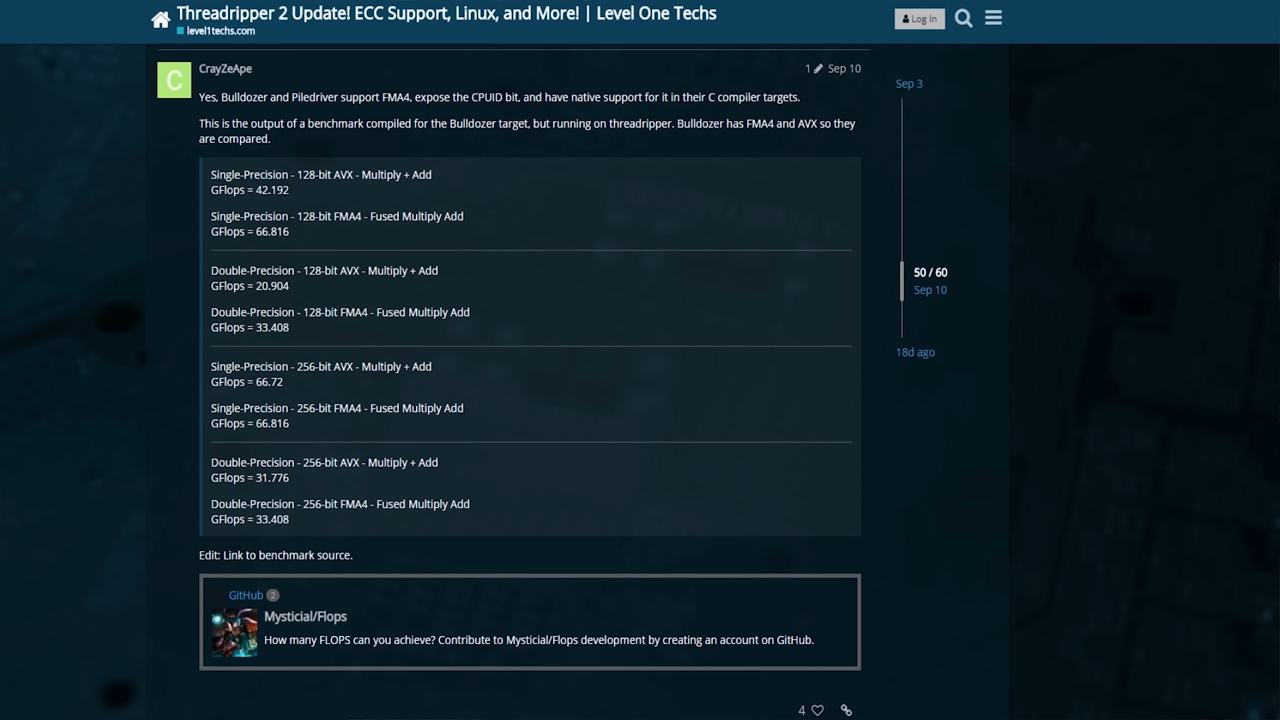 Threadripper 2 Update! ECC Support, Linux, and More! | Level One Techs
level1techs.com
Log In
CrayZeApe
1 Sep 10
Yes, Bulldozer and Piledriver support FMA4, expose the CPUID bit, and have native support for it in their C compiler targets.
This is the output of a benchmark compiled for the Bulldozer target, but running on threadripper. Bulldozer has FMA4 and AVX so they
are compared.
Single-Precision - 128-bit AVX - Multiply + Add
GFlops = 42.192
Single-Precision - 128-bit FMA4 - Fused Multiply Add
GFlops = 66.816
Double-Precision - 128-bit AVX - Multiply + Add
GFlops = 20.904
Double-Precision - 128-bit FMA4 - Fused Multiply Add
GFlops = 33.408
Single-Precision - 256-bit AVX - Multiply + Add
GFlops = 66.72
Single-Precision - 256-bit FMA4 - Fused Multiply Add
GFlops = 66.816
Double-Precision - 256-bit AVX - Multiply + Add
GFlops = 31.776
Double-Precision - 256-bit FMA4 - Fused Multiply Add
GFlops = 33.408
Edit: Link to benchmark source.
GitHub 2
Mysticial/Flops
How many FLOPS can you achieve? Contribute to Mysticial/Flops development by creating an account on GitHub.
4
Sep 3
50 / 60
Sep 10
18d ago
C